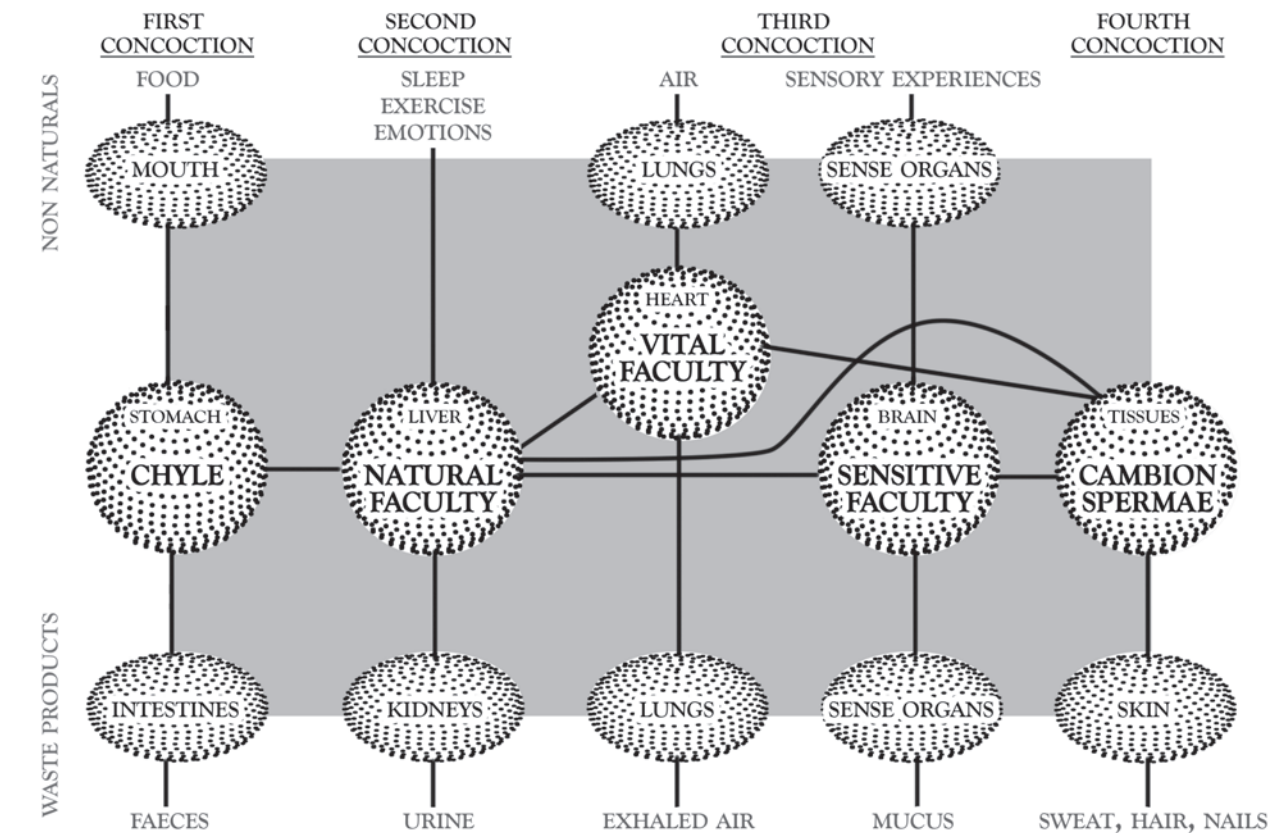 FIRST
CONCOCTION
SECOND
CONCOCTION
THIRD
CONCOCTION
FOURTH
CONCOCTION
NON NATURALS
FOOD
SLEEP
EXERCISE
EMOTIONS
AIR
SENSORY EXPERIENCES
MOUTH
LUNGS
SENSE ORGANS
HEART
VITAL
FACULTY
STOMACH
CHYLE
LIVER
NATURAL
FACULTY
BRAIN
SENSITIVE
FACULTY
TISSUES
CAMBION
SPERMAE
WASTE PRODUCTS
INTESTINES
KIDNEYS
LUNGS
SENSE ORGANS
SKIN
FAECES
URINE
EXHALED AIR
MUCUS
SWEAT, HAIR, NAILS